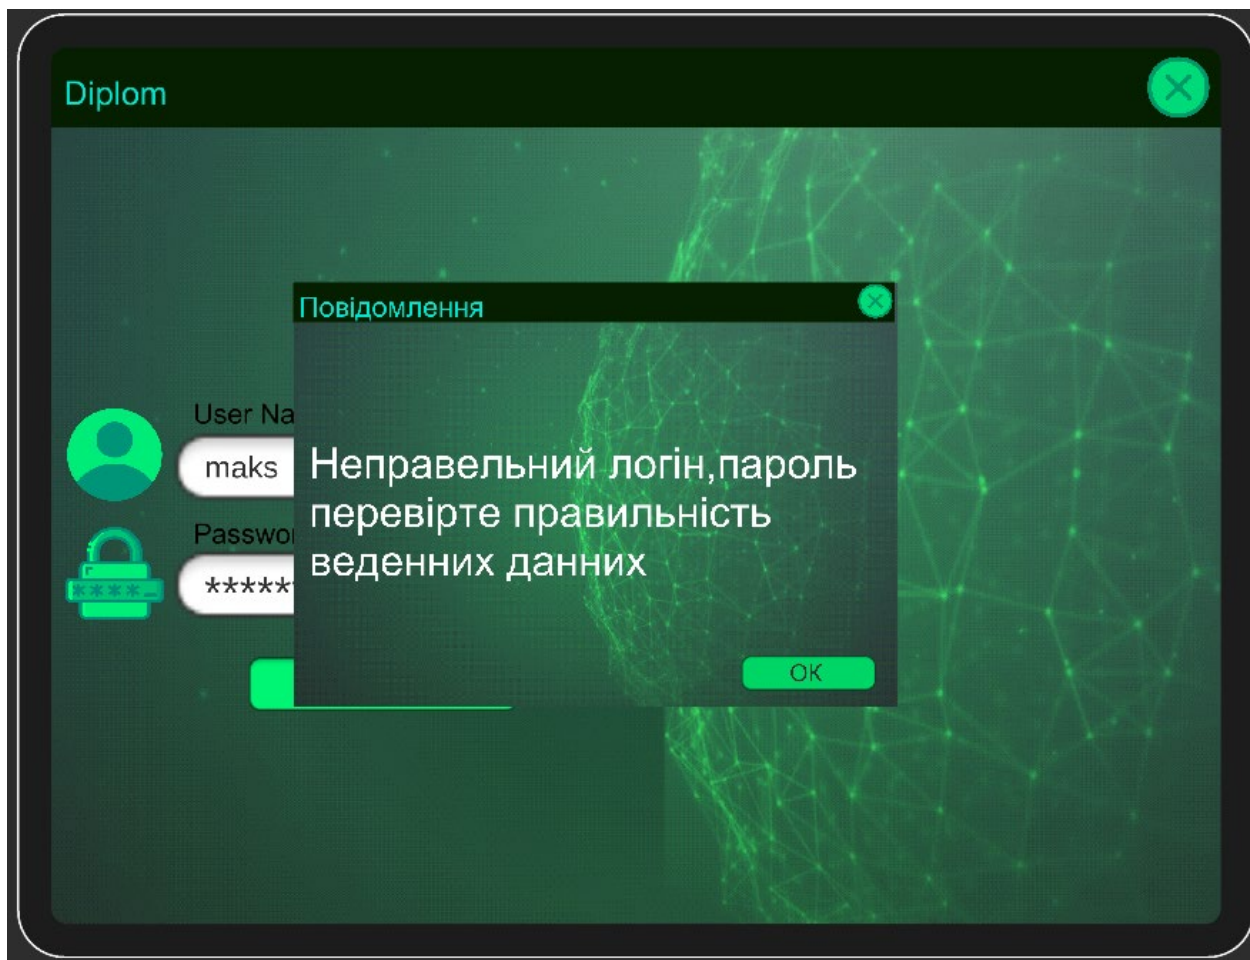 Diplom
Повідомлення
User Na
maks
Неправельний логін,пароль
перевірте правильність
веденних данних
Passwo
******
OK